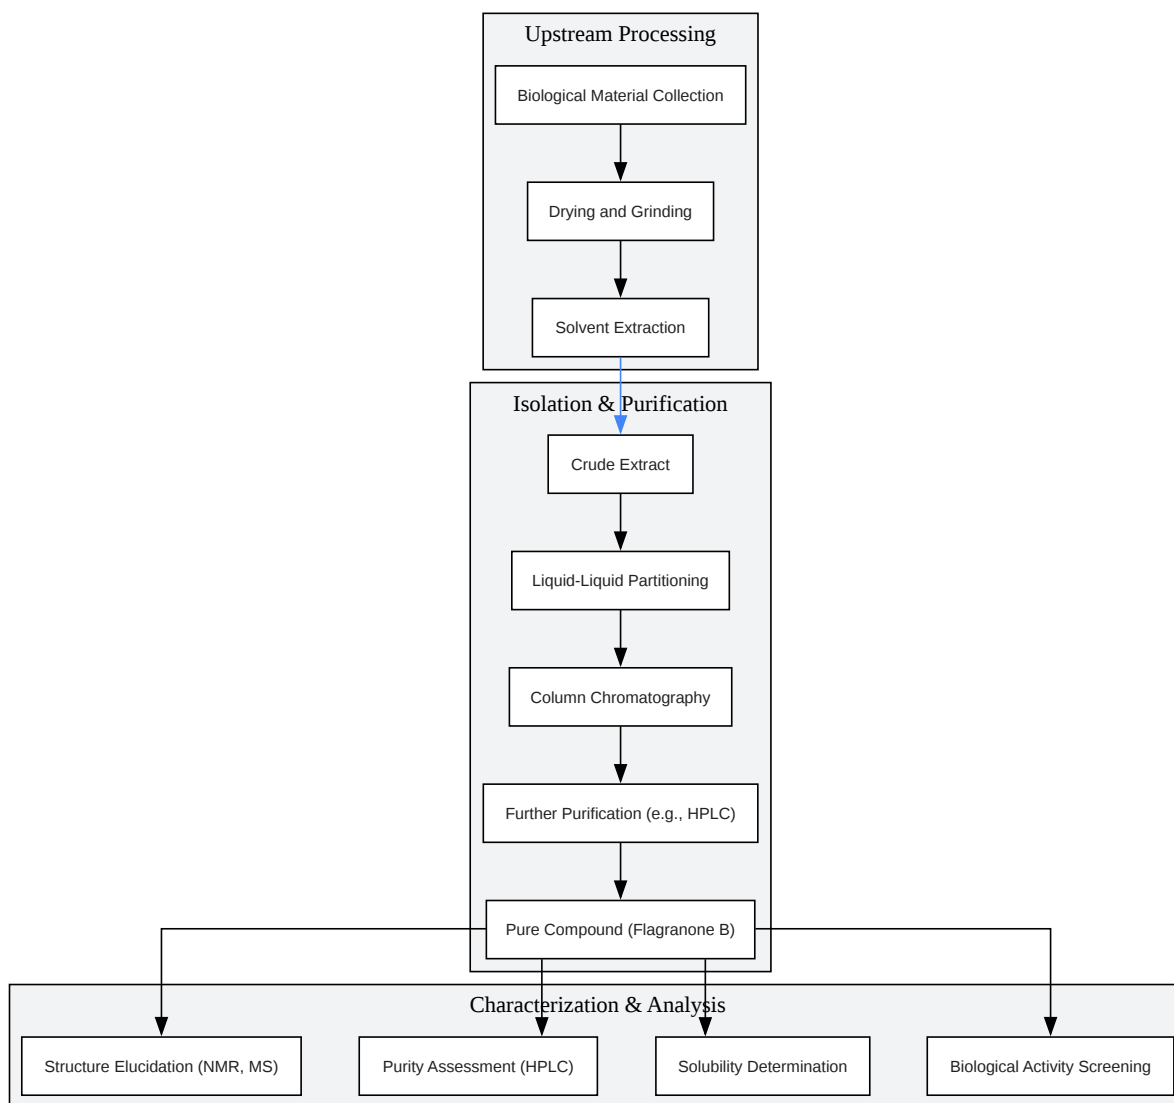 Upstream Processing
Biological Material Collection
Drying and Grinding
Solvent Extraction
Isolation & Purification
Crude Extract
Liquid-Liquid Partitioning
Column Chromatography
Further Purification (e.g., HPLC)
Pure Compound (Flagranone B)
Characterization & Analysis
Structure Elucidation (NMR, MS)
Purity Assessment (HPLC)
Solubility Determination
Biological Activity Screening